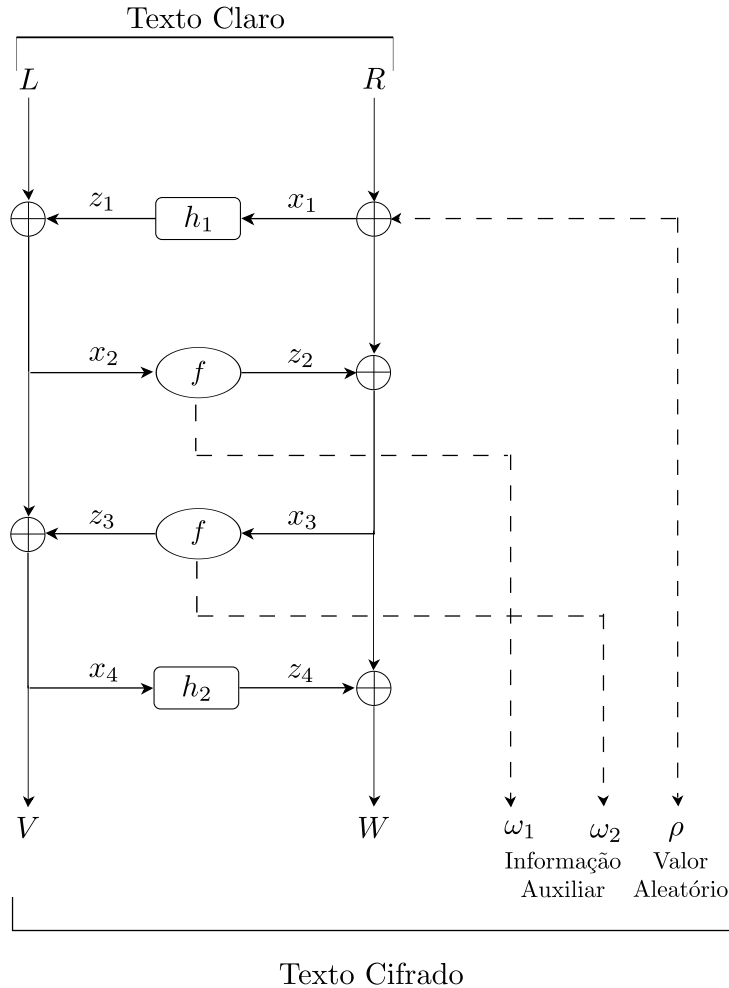 Texto Claro
L R
z₁ h₁ x₁
x₂ f z₂
z₃ f x₃
x₄ h₂ z₄
V W ω₁ ω₂ ρ
Informação Valor
Auxiliar Aleatório
Texto Cifrado